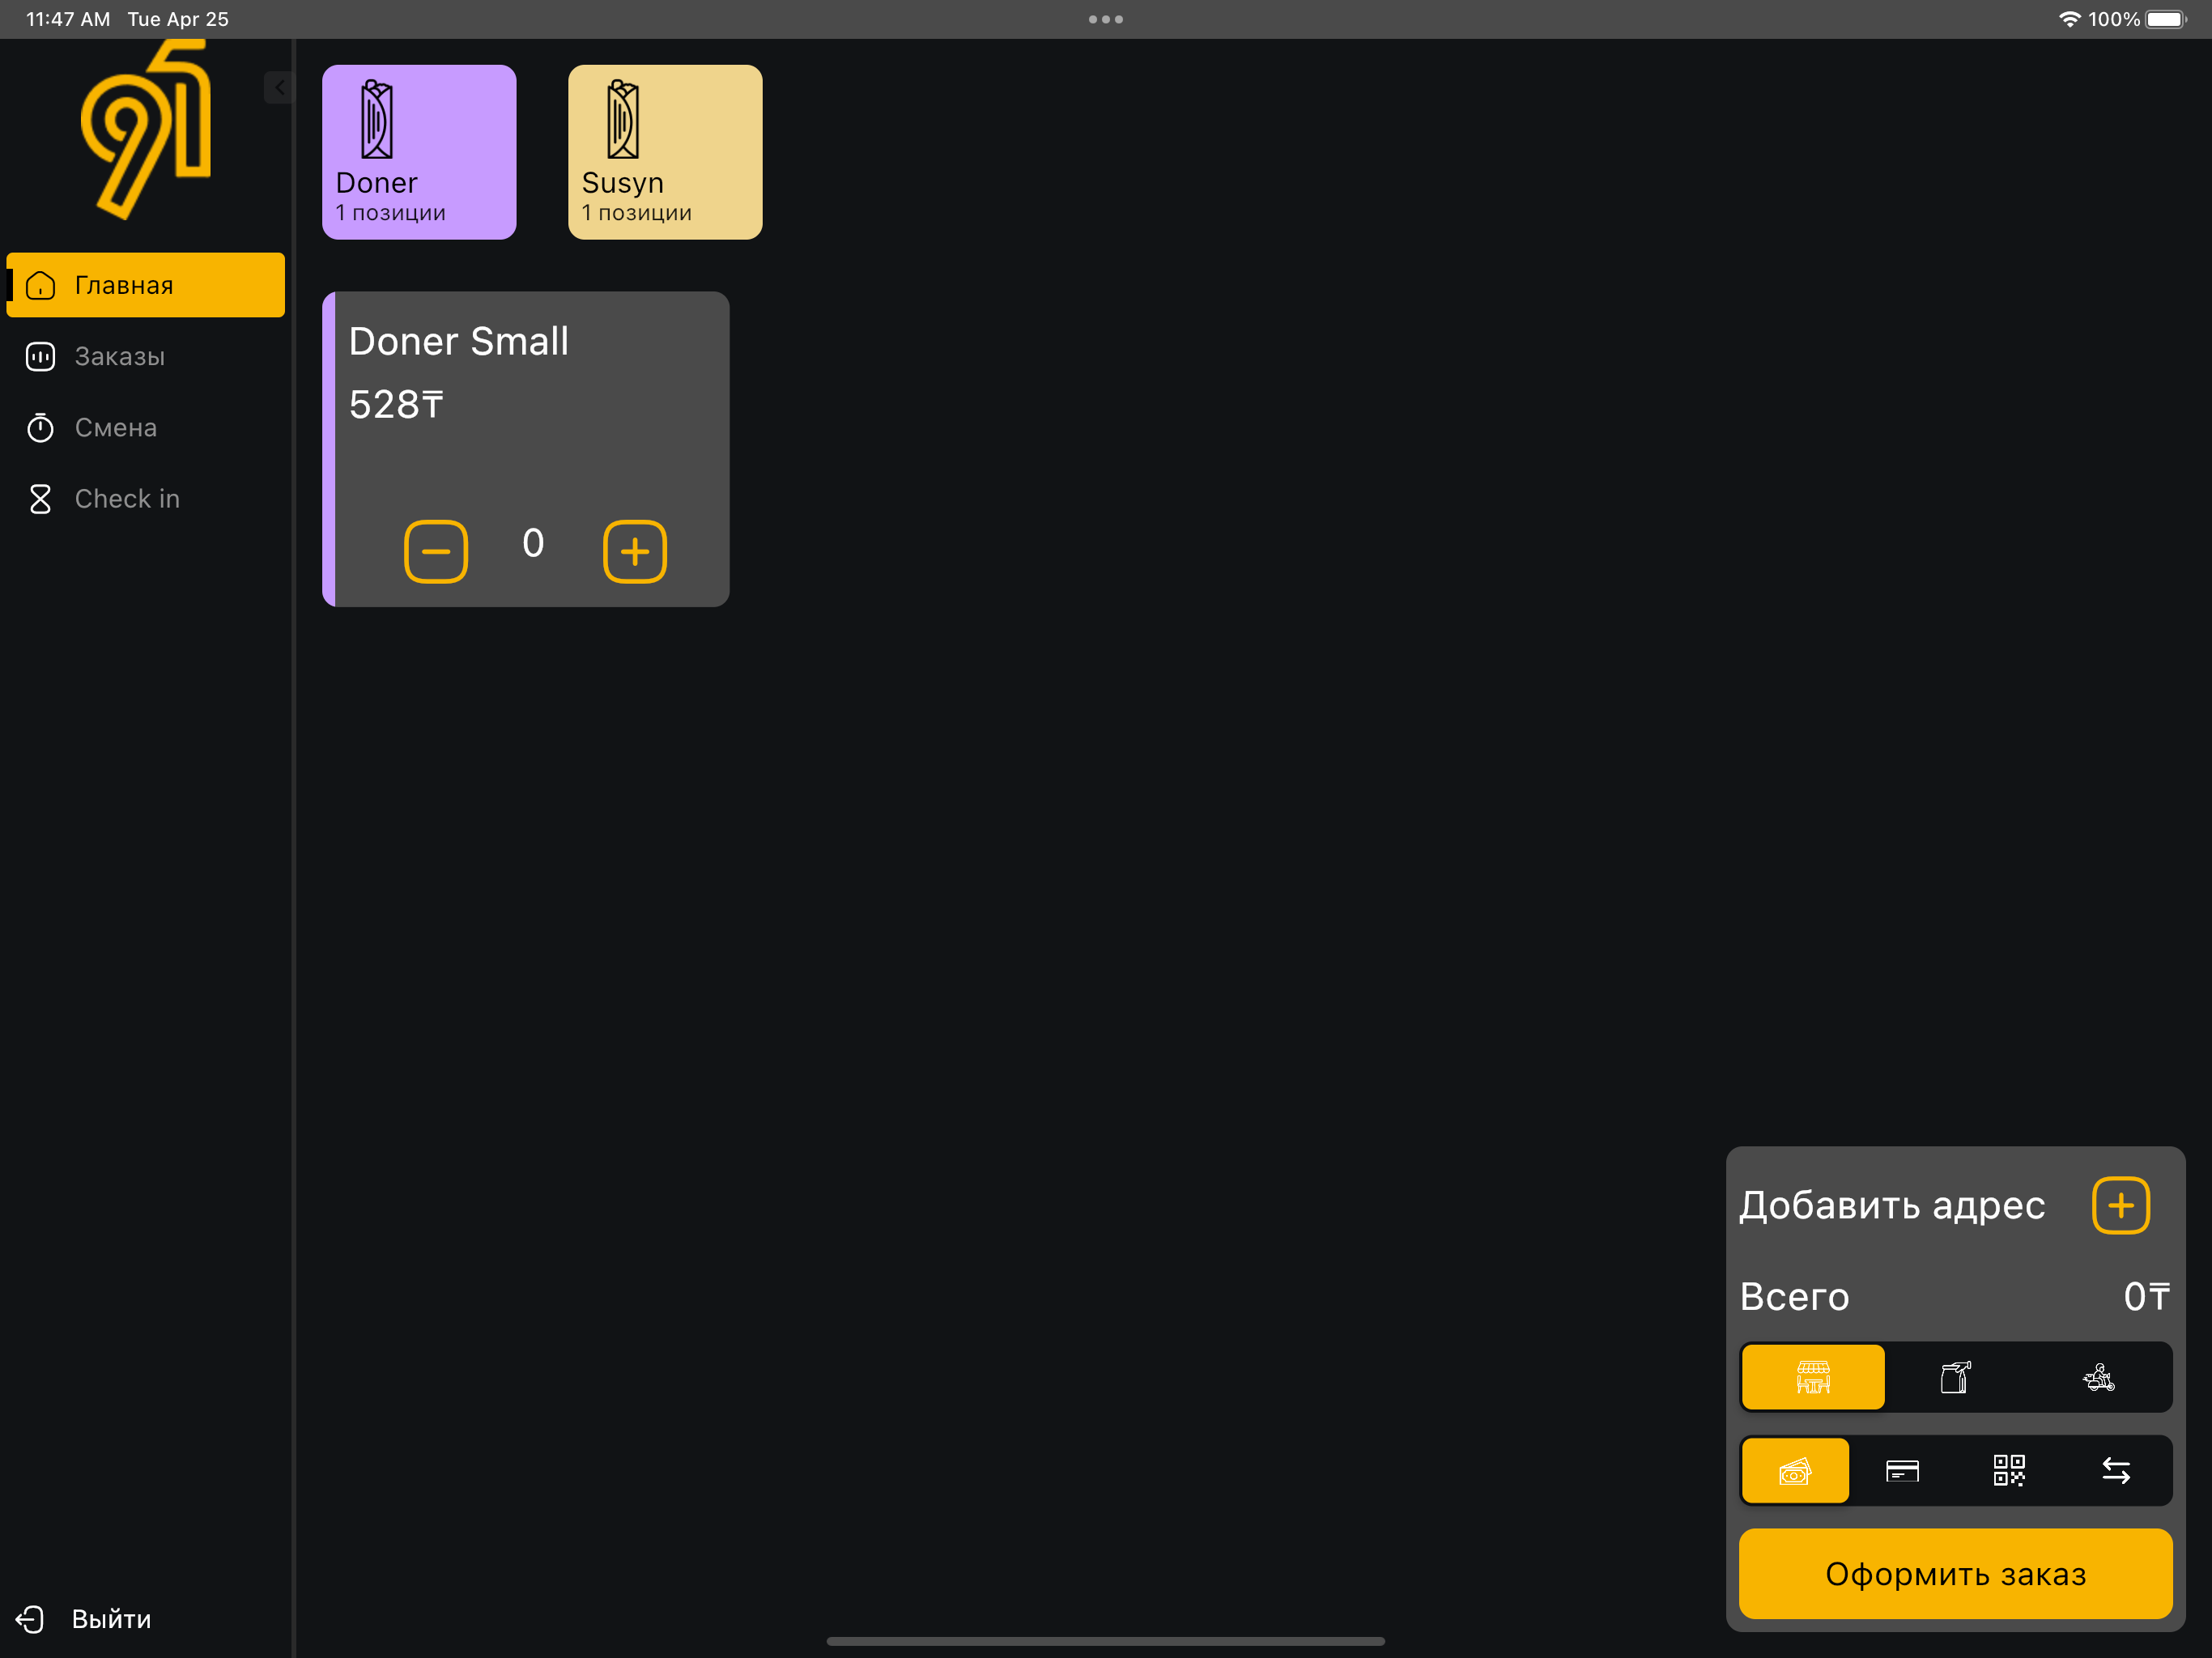 11:47 AM Tue Apr 25
100%
Doner
1 позиции
Susyn
1 позиции
Главная
Заказы
Смена
Check in
Doner Small
528₸
0
Добавить адрес
Всего 0₸
Оформить заказ
Выйти